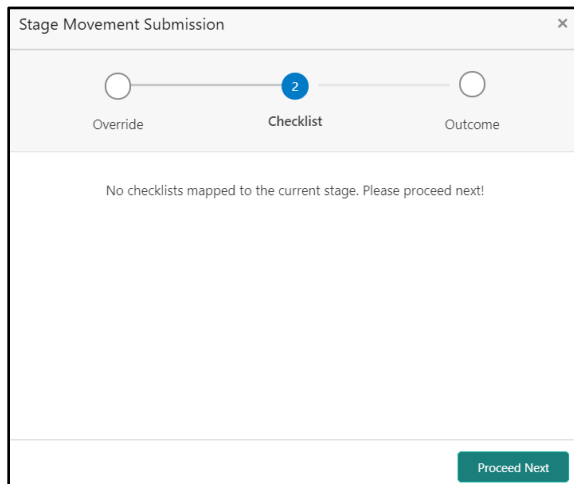 Stage Movement Submission ×
2
Override Checklist Outcome
No checklists mapped to the current stage. Please proceed next!
Proceed Next